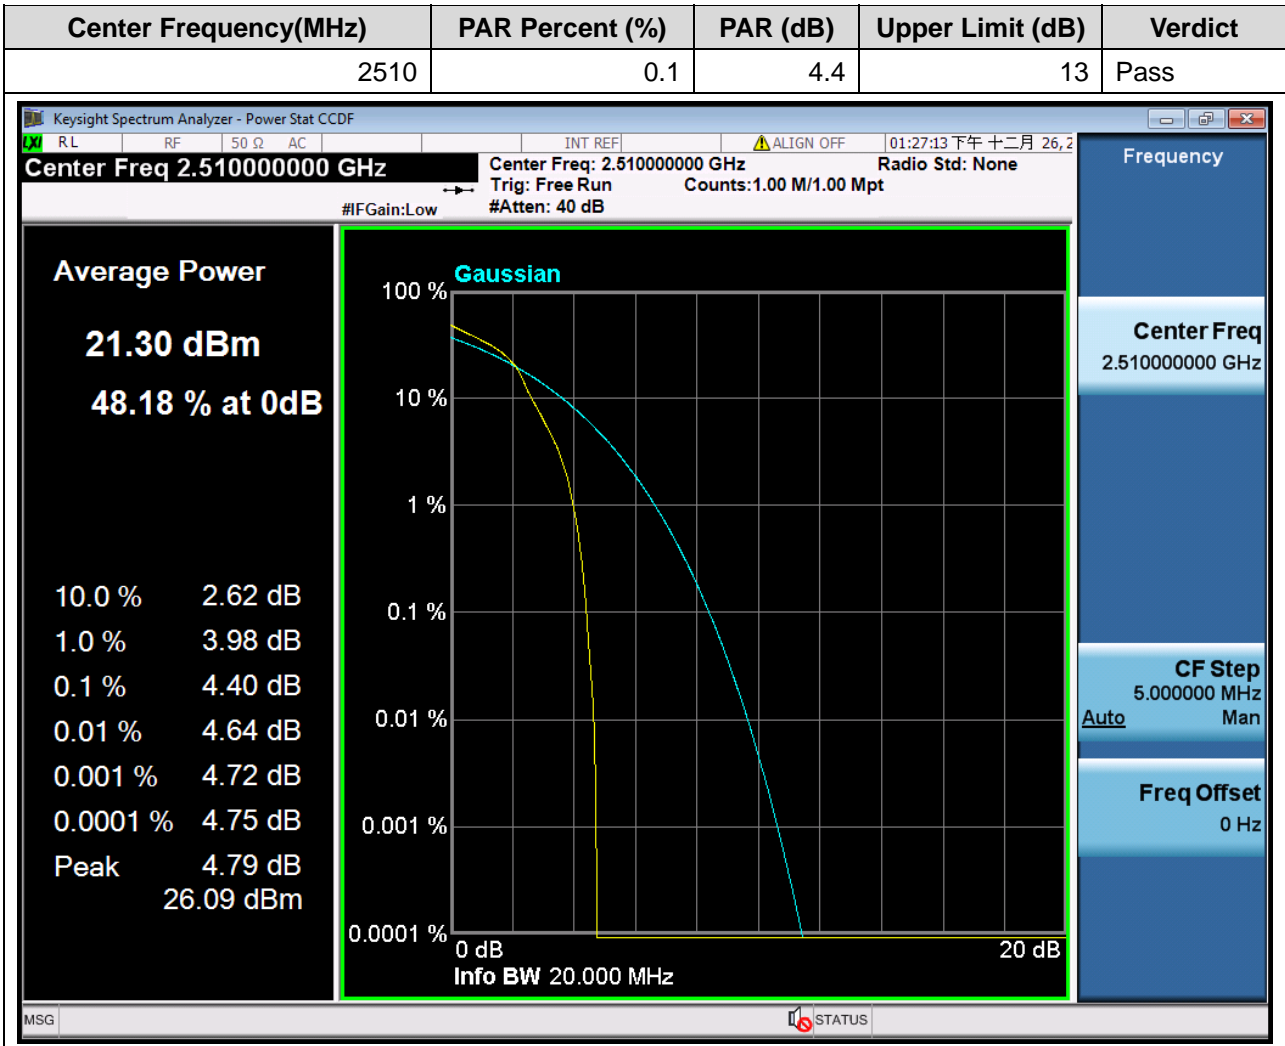 Center Frequency(MHz) PAR Percent (%) PAR (dB) Upper Limit (dB) Verdict
2510 0.1 4.4 13 Pass
Keysight Spectrum Analyzer - Power Stat CCDF
LXI RL RF 50 Ω AC INT REF ALIGN OFF 01:27:13 下午 十二月 26, 2
Center Freq 2.510000000 GHz
Center Freq: 2.510000000 GHz Radio Std: None
Trig: Free Run Counts:1.00 M/1.00 Mpt
#IFGain:Low #Atten: 40 dB
Average Power
21.30 dBm
48.18 % at 0dB
10.0 % 2.62 dB
1.0 % 3.98 dB
0.1 % 4.40 dB
0.01 % 4.64 dB
0.001 % 4.72 dB
0.0001 % 4.75 dB
Peak 4.79 dB
26.09 dBm
Gaussian
100 %
10 %
1 %
0.1 %
0.01 %
0.001 %
0.0001 %
0 dB 20 dB
Info BW 20.000 MHz
Frequency
Center Freq
2.510000000 GHz
CF Step
5.000000 MHz
Auto Man
Freq Offset
0 Hz
MSG STATUS